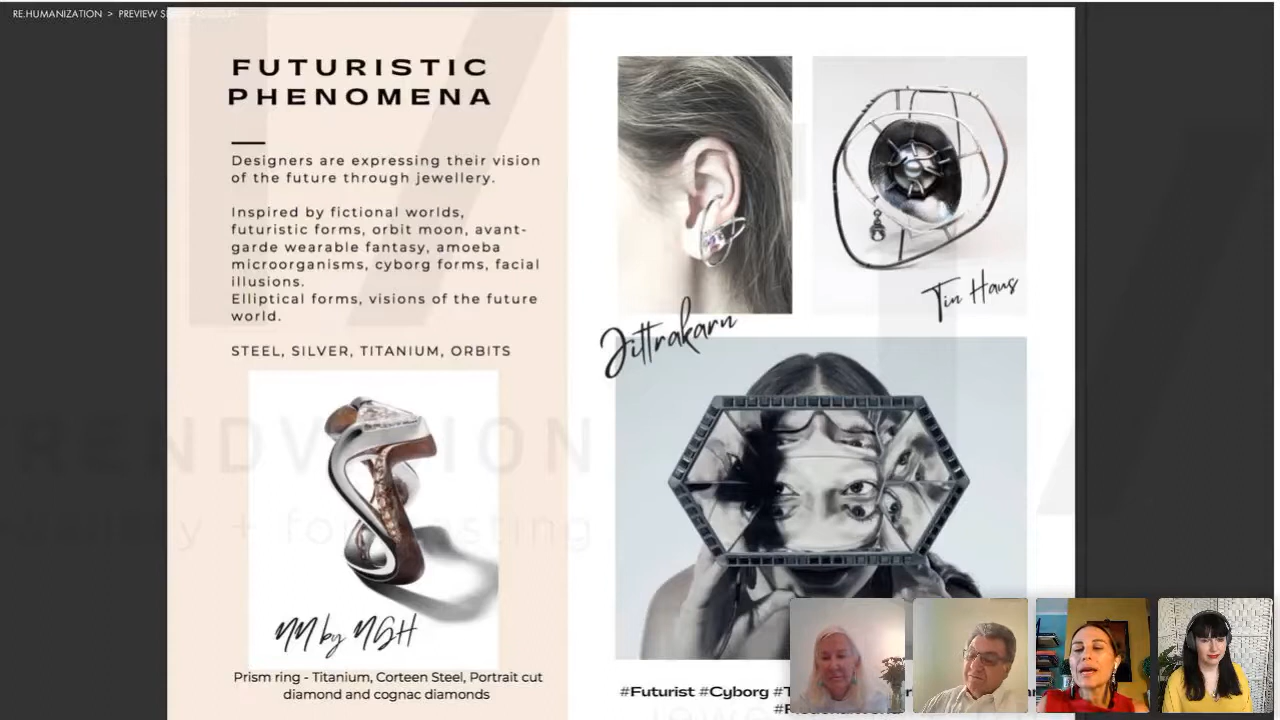 RE.HUMANIZATION > PREVIEW
FUTURISTIC
PHENOMENA
Designers are expressing their vision
of the future through jewellery.
Inspired by fictional worlds,
futuristic forms, orbit moon, avant-
garde wearable fantasy, amoeba
microorganisms, cyborg forms, facial
illusions.
Elliptical forms, visions of the future
world.
STEEL, SILVER, TITANIUM, ORBITS
NN by NGH
Prism ring - Titanium, Corteen Steel, Portrait cut
diamond and cognac diamonds
Jittrakarn
Tin Haus
#Futurist #Cyborg